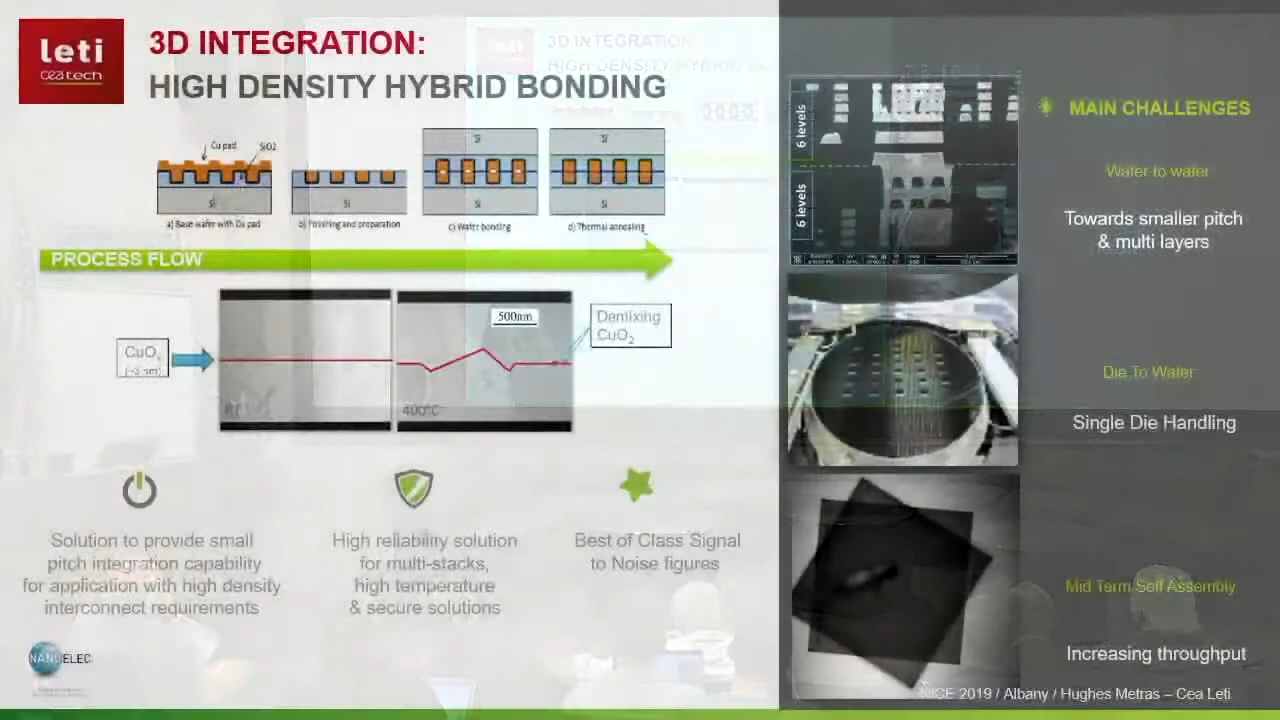 leti
ceatech
3D INTEGRATION:
HIGH DENSITY HYBRID BONDING
3D INTEGRATION
Cu pad
SiO2
Si
Si
Si
Si
Si
Si
a) Base wafer with Cu pad
b) Finishing and preparation
c) Wafer bonding
d) Thermal annealing
PROCESS FLOW
500nm
Demixing
CuO2
CuOx
400°C
Solution to provide small
pitch integration capability
for application with high density
interconnect requirements
High reliability solution
for multi-stacks,
high temperature
& secure solutions
Best of Class Signal
to Noise figures
NANOELEC
6 levels
6 levels
MAIN CHALLENGES
Wafer to wafer
Towards smaller pitch
& multi layers
Die To Wafer
Single Die Handling
Mid Term Self Assembly
Increasing throughput
NICE 2019 / Albany / Hughes Metras – Cea Leti